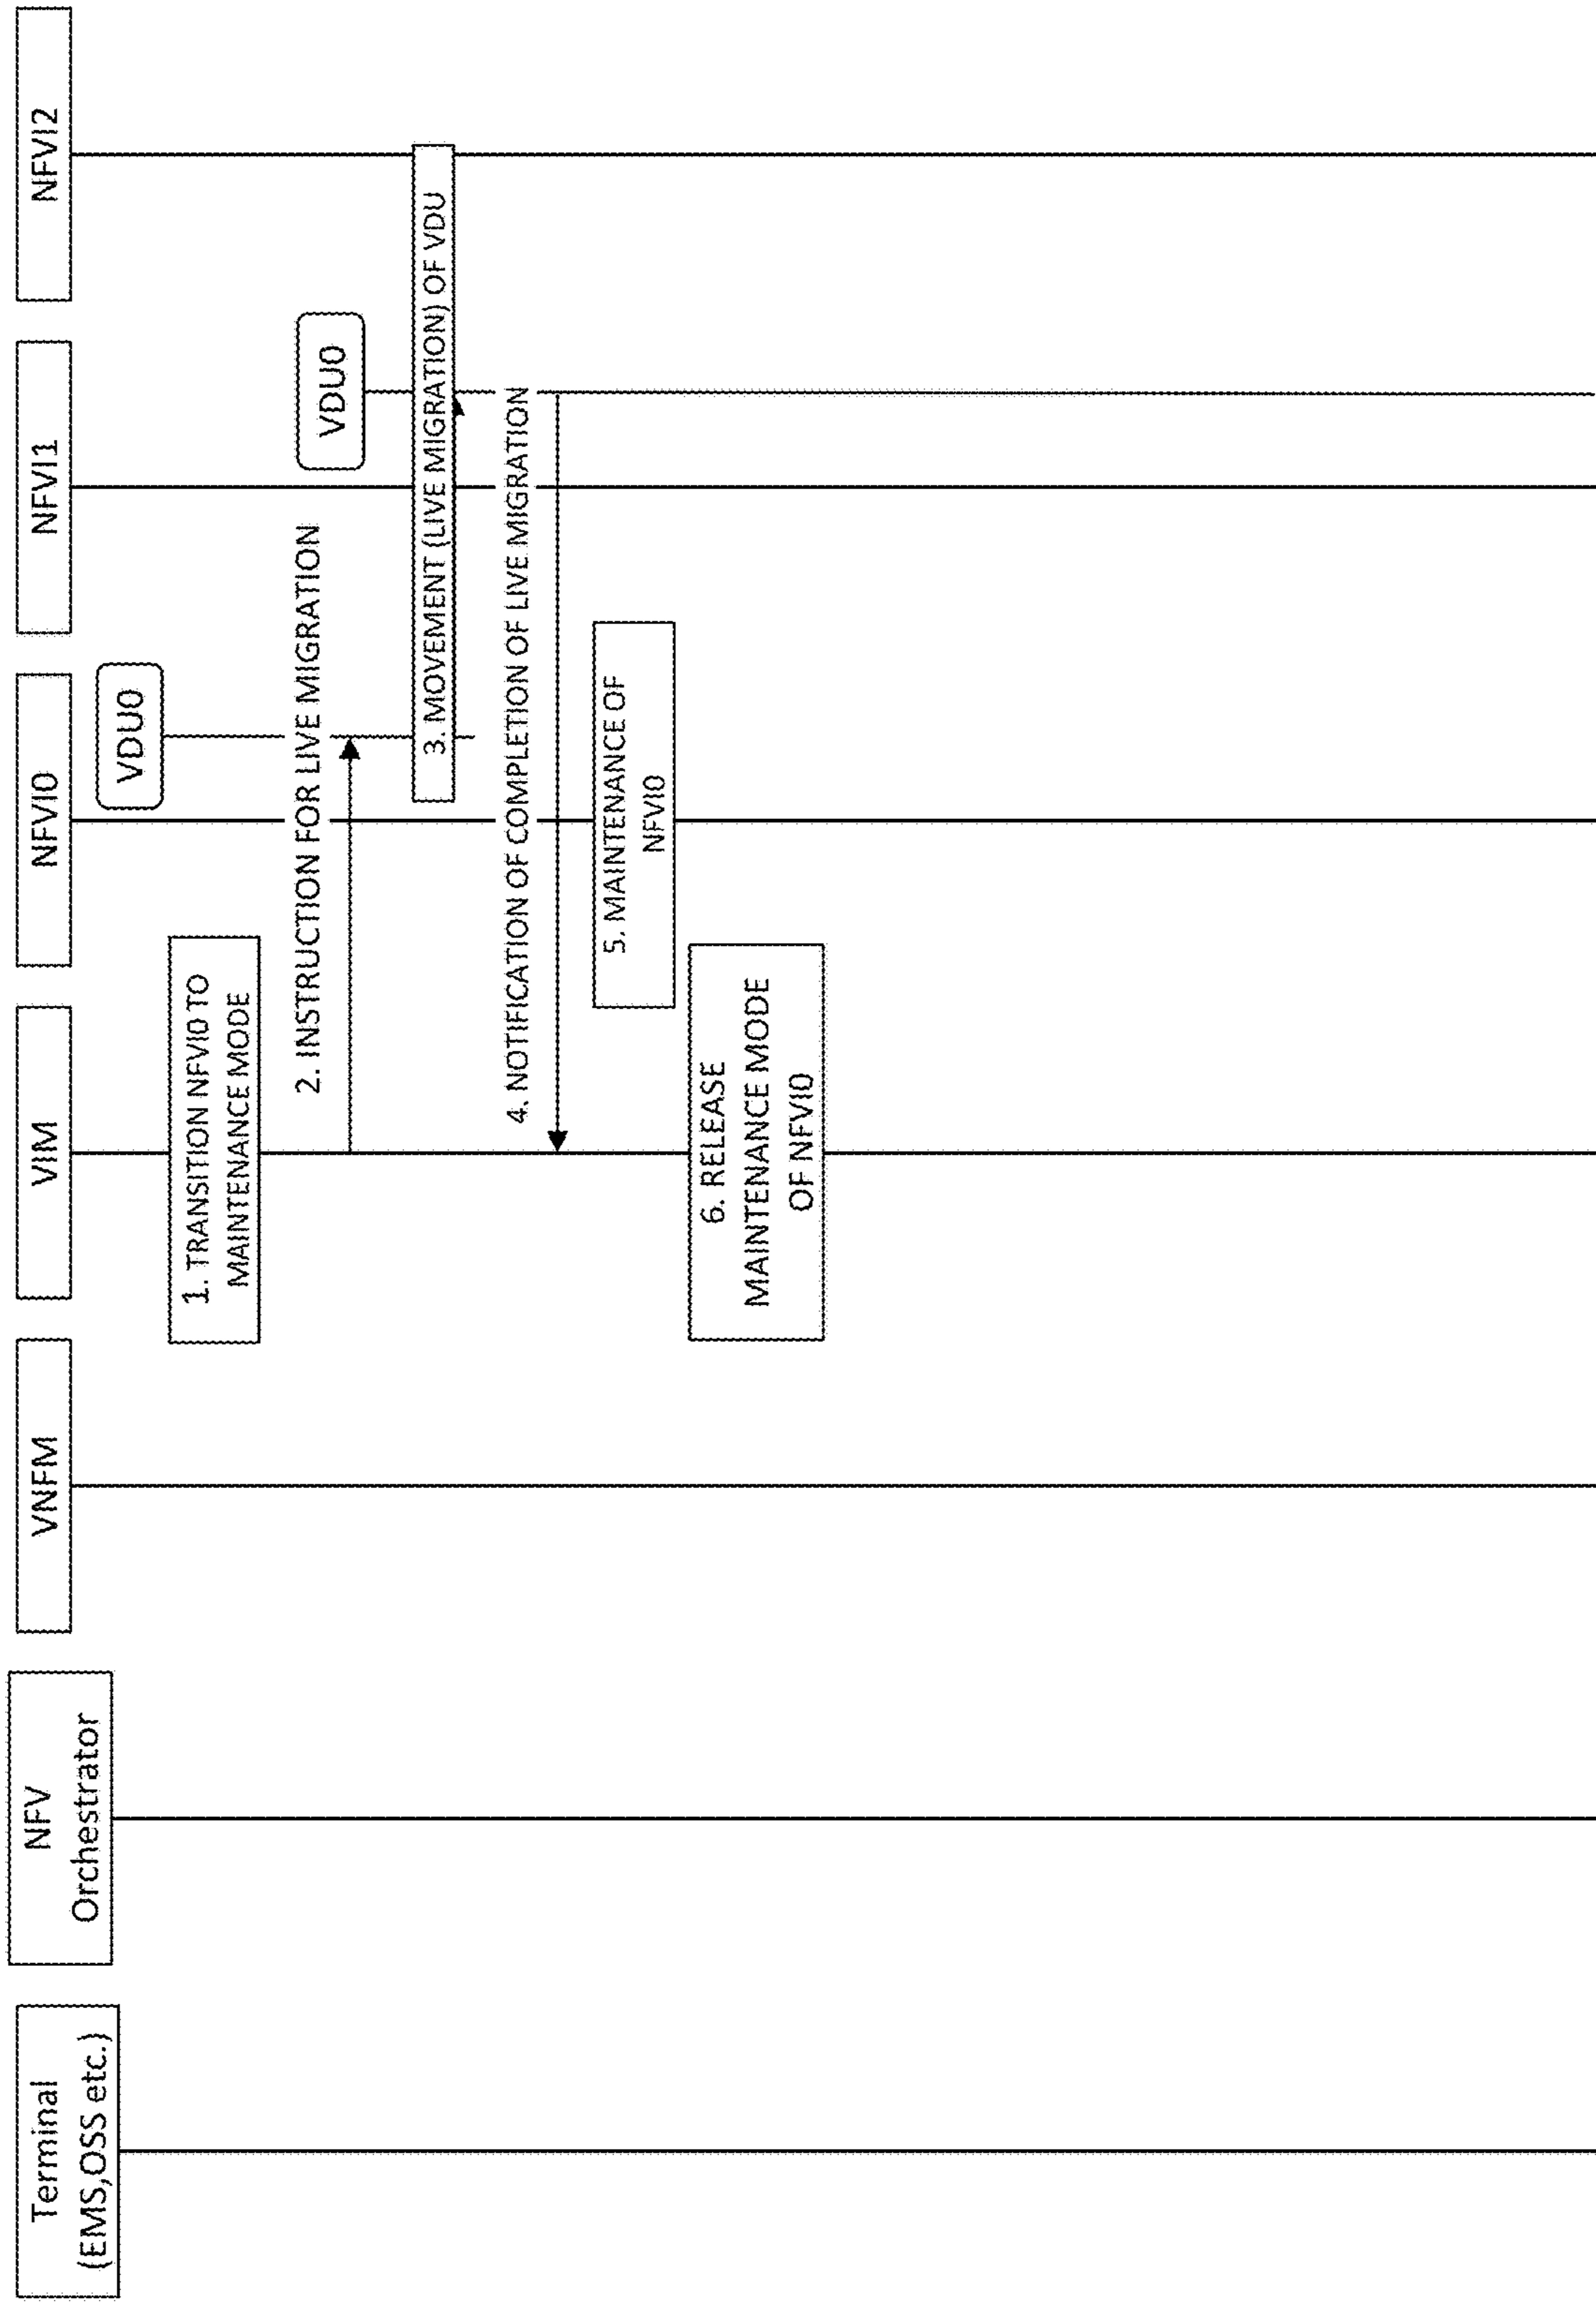 Terminal
(EMS,OSS etc.)
NFV
Orchestrator
VNFM
VIM
NFVI0
NFVI1
NFVI2
VDU0
1. TRANSITION NFVI0 TO
MAINTENANCE MODE
2. INSTRUCTION FOR LIVE MIGRATION
VDU0
3. MOVEMENT (LIVE MIGRATION) OF VDU
4. NOTIFICATION OF COMPLETION OF LIVE MIGRATION
5. MAINTENANCE OF
NFVI0
6. RELEASE
MAINTENANCE MODE
OF NFVI0